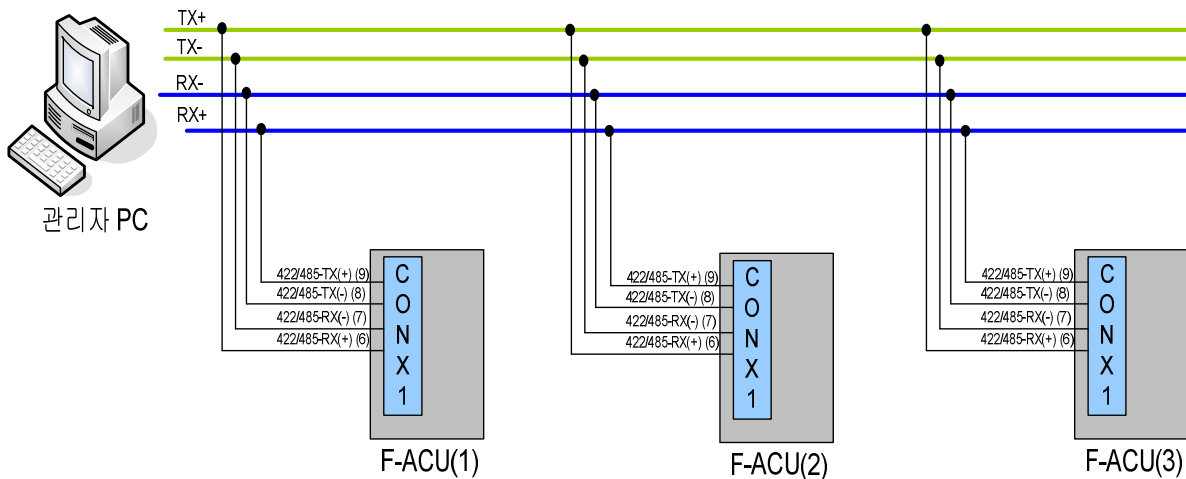 TX+
TX-
RX-
RX+
관리자 PC
422/485-TX(+) (9)
422/485-TX(-) (8)
422/485-RX(-) (7)
422/485-RX(+) (6)
C
O
N
X
1
F-ACU(1)
422/485-TX(+) (9)
422/485-TX(-) (8)
422/485-RX(-) (7)
422/485-RX(+) (6)
C
O
N
X
1
F-ACU(2)
422/485-TX(+) (9)
422/485-TX(-) (8)
422/485-RX(-) (7)
422/485-RX(+) (6)
C
O
N
X
1
F-ACU(3)